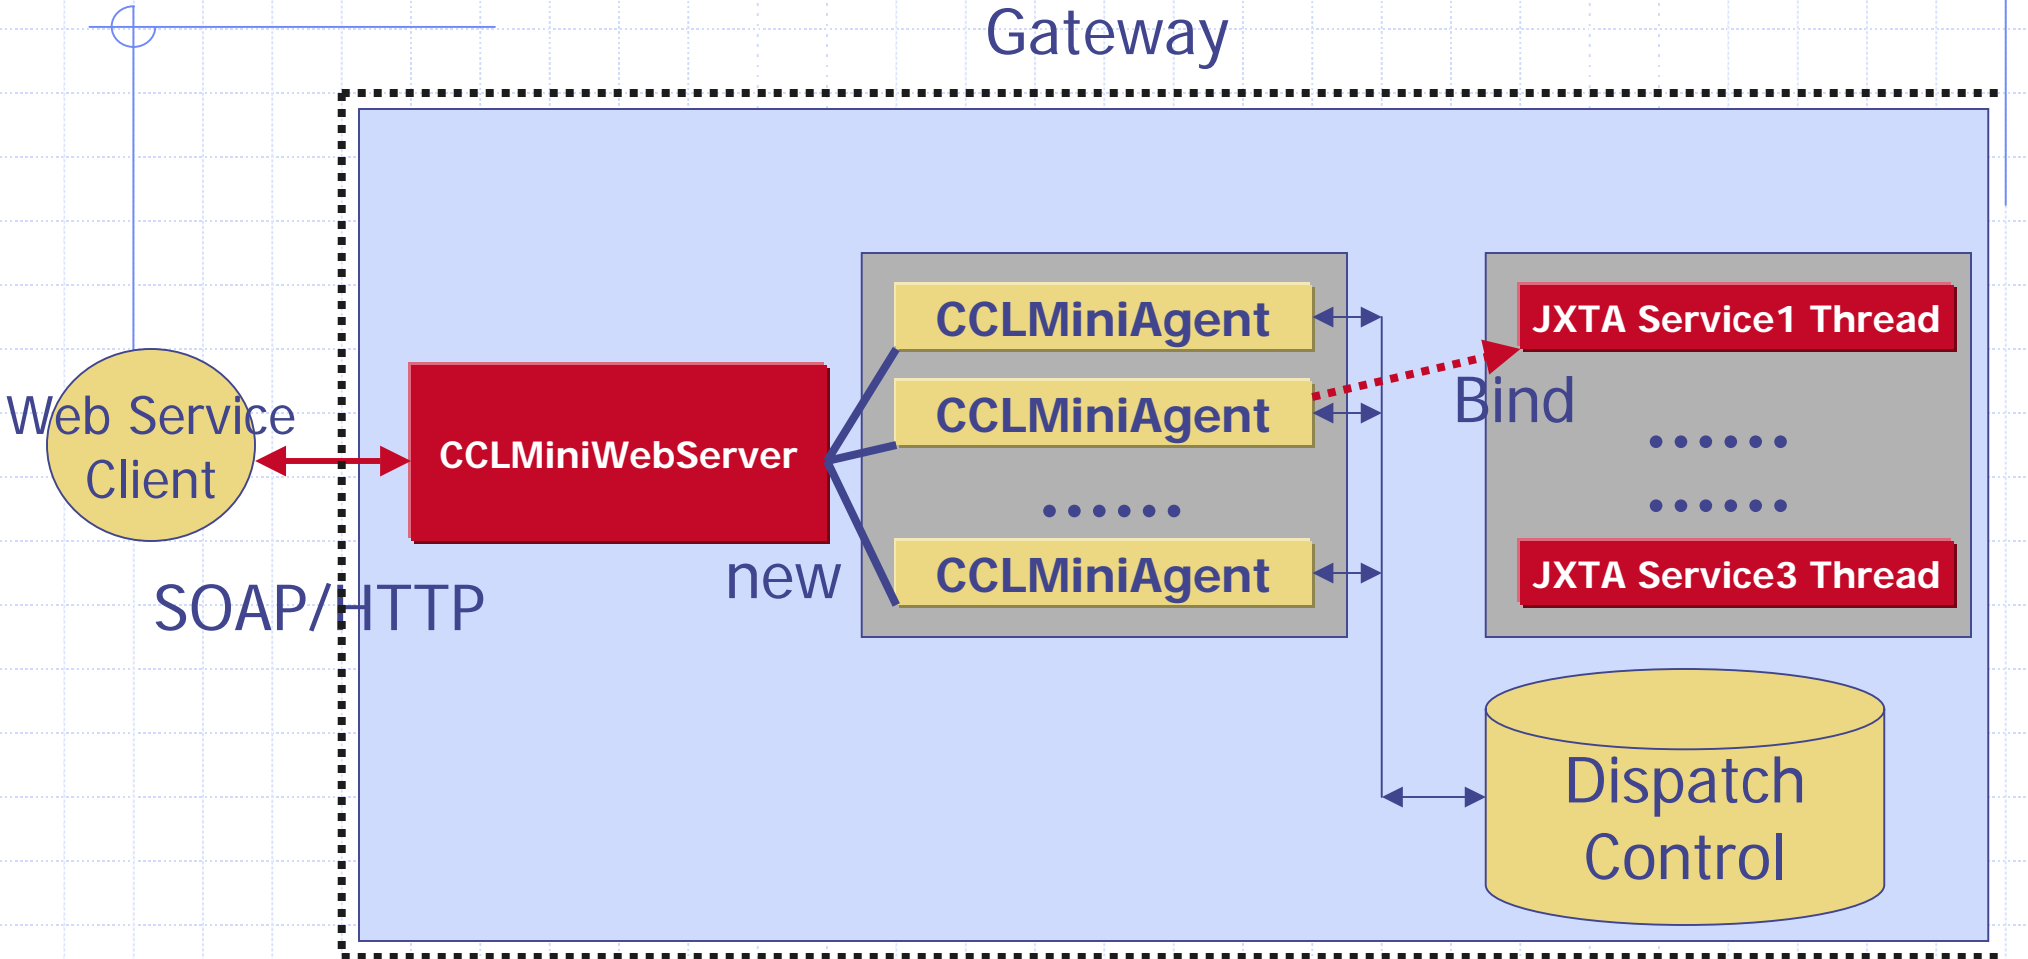 Gateway
Web Service
Client
SOAP/HTTP
CCLMiniWebServer
new
CCLMiniAgent
CCLMiniAgent
......
CCLMiniAgent
Bind
JXTA Service1 Thread
......
......
JXTA Service3 Thread
Dispatch
Control